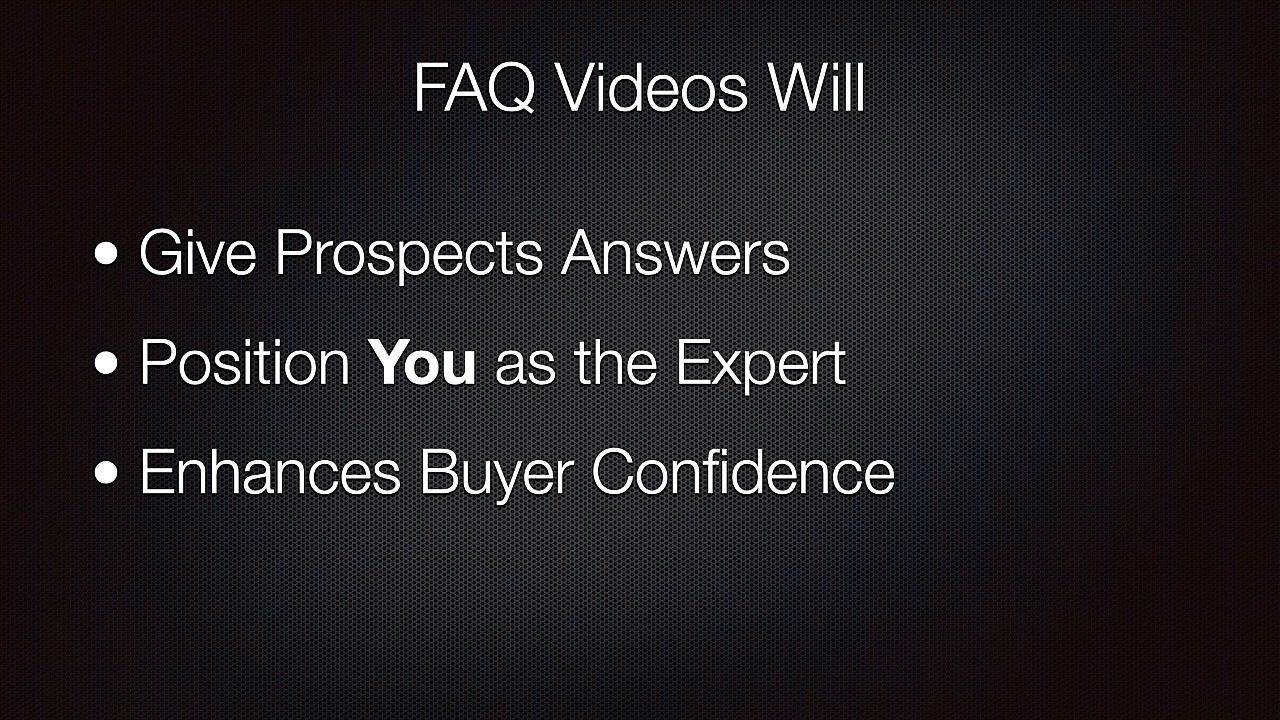 FAQ Videos Will
• Give Prospects Answers
• Position You as the Expert
• Enhances Buyer Confidence